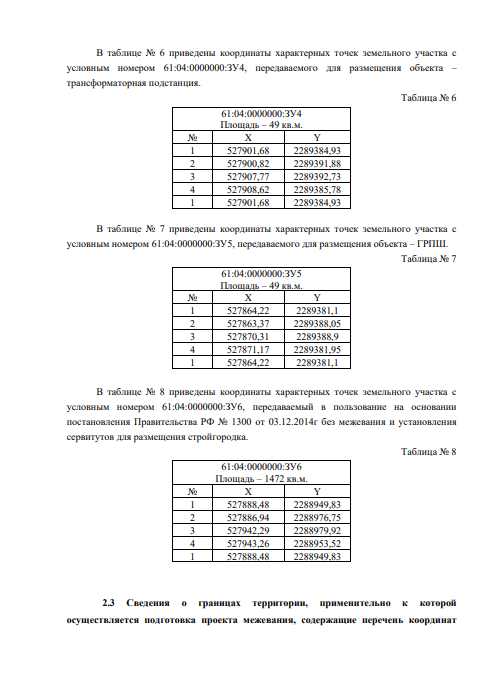 В таблице № 6 приведены координаты характерных точек земельного участка с
условным номером 61:04:0000000:ЗУ4, передаваемого для размещения объекта –
трансформаторная подстанция.
Таблица № 6
61:04:0000000:ЗУ4
Площадь – 49 кв.м.
№ X Y
1 527901,68 2289384,93
2 527900,82 2289391,88
3 527907,77 2289392,73
4 527908,62 2289385,78
1 527901,68 2289384,93
В таблице № 7 приведены координаты характерных точек земельного участка с
условным номером 61:04:0000000:ЗУ5, передаваемого для размещения объекта – ГРПШ.
Таблица № 7
61:04:0000000:ЗУ5
Площадь – 49 кв.м.
№ X Y
1 527864,22 2289381,1
2 527863,37 2289388,05
3 527870,31 2289388,9
4 527871,17 2289381,95
1 527864,22 2289381,1
В таблице № 8 приведены координаты характерных точек земельного участка с
условным номером 61:04:0000000:ЗУ6, передаваемый в пользование на основании
постановления Правительства РФ № 1300 от 03.12.2014г без межевания и установления
сервитутов для размещения стройгородка.
Таблица № 8
61:04:0000000:ЗУ6
Площадь – 1472 кв.м.
№ X Y
1 527888,48 2288949,83
2 527886,94 2288976,75
3 527942,29 2288979,92
4 527943,26 2288953,52
1 527888,48 2288949,83
2.3 Сведения о границах территории, применительно к которой
осуществляется подготовка проекта межевания, содержащие перечень координат